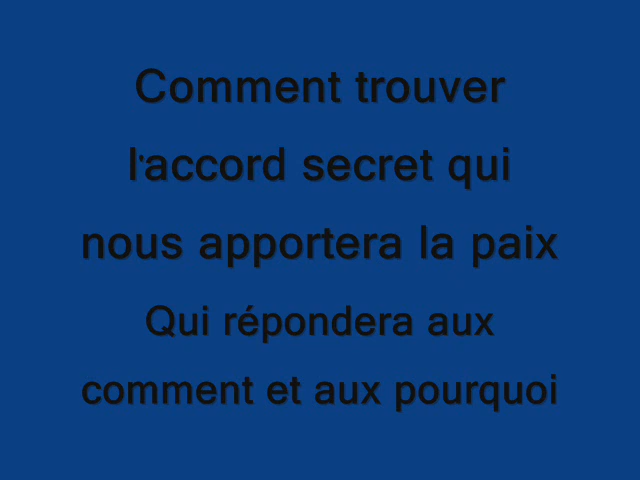 Comment trouver
l'accord secret qui
nous apportera la paix
Qui répondera aux
comment et aux pourquoi